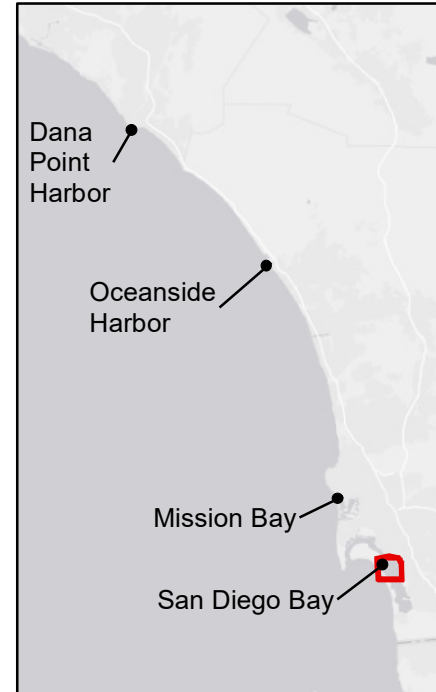 Dana
Point
Harbor
Oceanside
Harbor
Mission Bay
San Diego Bay